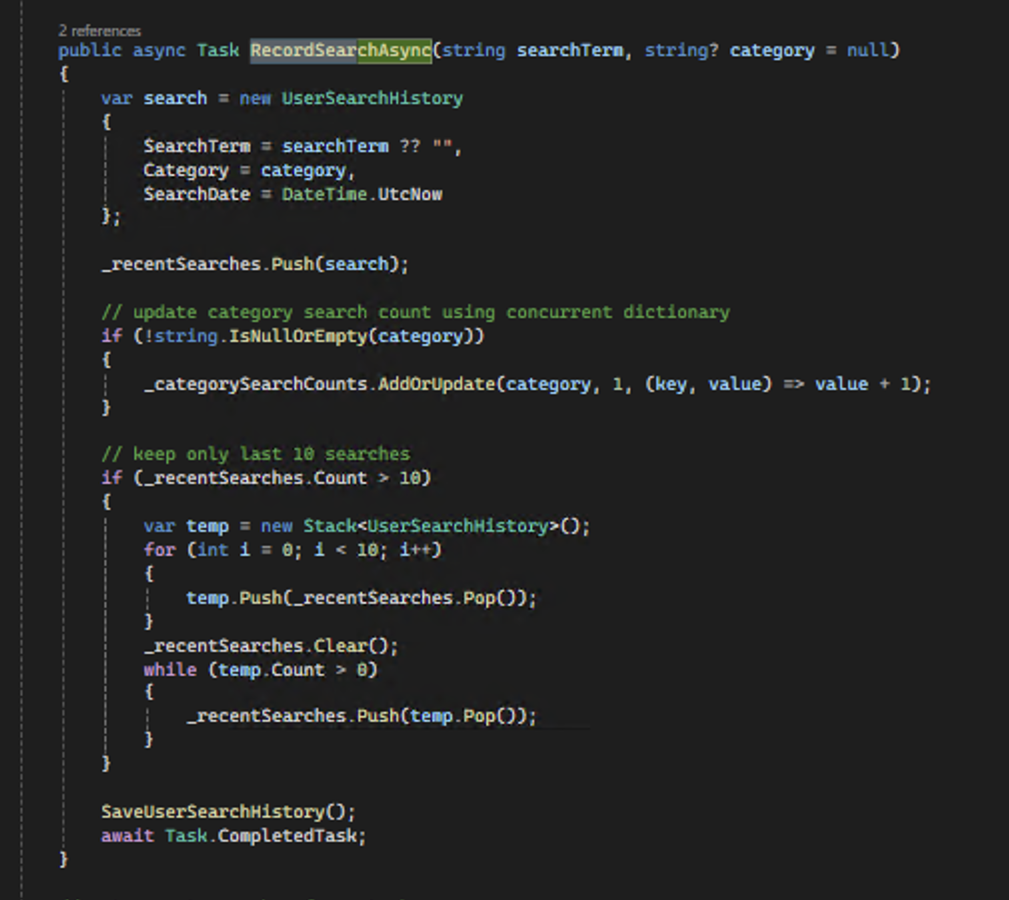 2 references
public async Task RecordSearchAsync(string searchTerm, string? category = null)
{
    var search = new UserSearchHistory
    {
        SearchTerm = searchTerm ?? "",
        Category = category,
        SearchDate = DateTime.UtcNow
    };

    _recentSearches.Push(search);

    // update category search count using concurrent dictionary
    if (!string.IsNullOrEmpty(category))
    {
        _categorySearchCounts.AddOrUpdate(category, 1, (key, value) => value + 1);
    }

    // keep only last 10 searches
    if (_recentSearches.Count > 10)
    {
        var temp = new Stack<UserSearchHistory>();
        for (int i = 0; i < 10; i++)
        {
            temp.Push(_recentSearches.Pop());
        }
        _recentSearches.Clear();
        while (temp.Count > 0)
        {
            _recentSearches.Push(temp.Pop());
        }
    }

    SaveUserSearchHistory();
    await Task.CompletedTask;
}